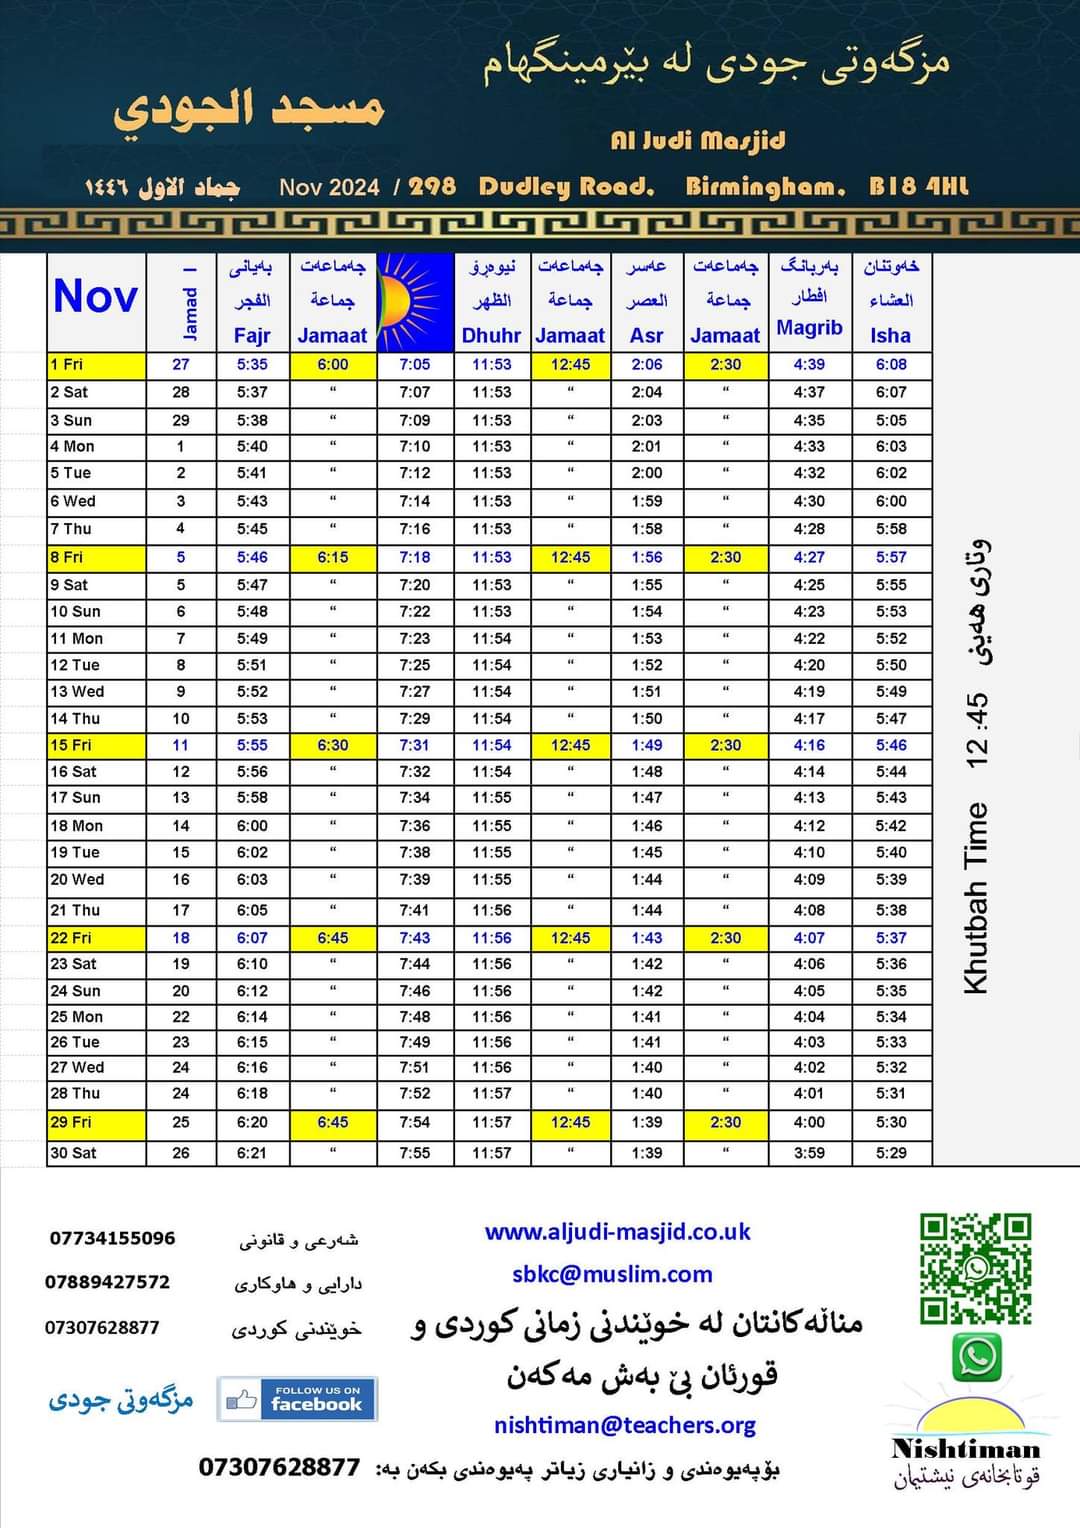 مزگەوتی جودی لە بێرمینگهام
مسجد الجودي
Al Judi Masjid
جماد الاول ١٤٤٦ Nov 2024 / 298 Dudley Road, Birmingham, B18 4HL
Nov Jamad I بەیانی الفجر Fajr جەماعەت جماعة Jamaat نیوەڕۆ الظهر Dhuhr جەماعەت جماعة Jamaat عەسر العصر Asr جەماعەت جماعة Jamaat بەربانگ افطار Magrib خەوتنان العشاء Isha
1 Fri 27 5:35 6:00 7:05 11:53 12:45 2:06 2:30 4:39 6:08
2 Sat 28 5:37 “ 7:07 11:53 “ 2:04 “ 4:37 6:07
3 Sun 29 5:38 “ 7:09 11:53 “ 2:03 “ 4:35 5:05
4 Mon 1 5:40 “ 7:10 11:53 “ 2:01 “ 4:33 6:03
5 Tue 2 5:41 “ 7:12 11:53 “ 2:00 “ 4:32 6:02
6 Wed 3 5:43 “ 7:14 11:53 “ 1:59 “ 4:30 6:00
7 Thu 4 5:45 “ 7:16 11:53 “ 1:58 “ 4:28 5:58
8 Fri 5 5:46 6:15 7:18 11:53 12:45 1:56 2:30 4:27 5:57
9 Sat 5 5:47 “ 7:20 11:53 “ 1:55 “ 4:25 5:55
10 Sun 6 5:48 “ 7:22 11:53 “ 1:54 “ 4:23 5:53
11 Mon 7 5:49 “ 7:23 11:54 “ 1:53 “ 4:22 5:52
12 Tue 8 5:51 “ 7:25 11:54 “ 1:52 “ 4:20 5:50
13 Wed 9 5:52 “ 7:27 11:54 “ 1:51 “ 4:19 5:49
14 Thu 10 5:53 “ 7:29 11:54 “ 1:50 “ 4:17 5:47
15 Fri 11 5:55 6:30 7:31 11:54 12:45 1:49 2:30 4:16 5:46
16 Sat 12 5:56 “ 7:32 11:54 “ 1:48 “ 4:14 5:44
17 Sun 13 5:58 “ 7:34 11:55 “ 1:47 “ 4:13 5:43
18 Mon 14 6:00 “ 7:36 11:55 “ 1:46 “ 4:12 5:42
19 Tue 15 6:02 “ 7:38 11:55 “ 1:45 “ 4:10 5:40
20 Wed 16 6:03 “ 7:39 11:55 “ 1:44 “ 4:09 5:39
21 Thu 17 6:05 “ 7:41 11:56 “ 1:44 “ 4:08 5:38
22 Fri 18 6:07 6:45 7:43 11:56 12:45 1:43 2:30 4:07 5:37
23 Sat 19 6:10 “ 7:44 11:56 “ 1:42 “ 4:06 5:36
24 Sun 20 6:12 “ 7:46 11:56 “ 1:42 “ 4:05 5:35
25 Mon 22 6:14 “ 7:48 11:56 “ 1:41 “ 4:04 5:34
26 Tue 23 6:15 “ 7:49 11:56 “ 1:41 “ 4:03 5:33
27 Wed 24 6:16 “ 7:51 11:56 “ 1:40 “ 4:02 5:32
28 Thu 24 6:18 “ 7:52 11:57 “ 1:40 “ 4:01 5:31
29 Fri 25 6:20 6:45 7:54 11:57 12:45 1:39 2:30 4:00 5:30
30 Sat 26 6:21 “ 7:55 11:57 “ 1:39 “ 3:59 5:29
Khutbah Time 12 :45 وتاری هەینی
07734155096 شەرعی و قانونی
07889427572 دارایی و هاوکاری
07307628877 خوێندنی کوردی
www.aljudi-masjid.co.uk
sbkc@muslim.com
مناڵەکانتان لە خوێندنی زمانی کوردی و
قورئان بێ بەش مەکەن
nishtiman@teachers.org
مزگەوتی جودی
FOLLOW US ON
facebook
بۆپەیوەندی و زانیاری زیاتر پەیوەندی بکەن بە: 07307628877
Nishtiman
قوتابخانەی نیشتیمان